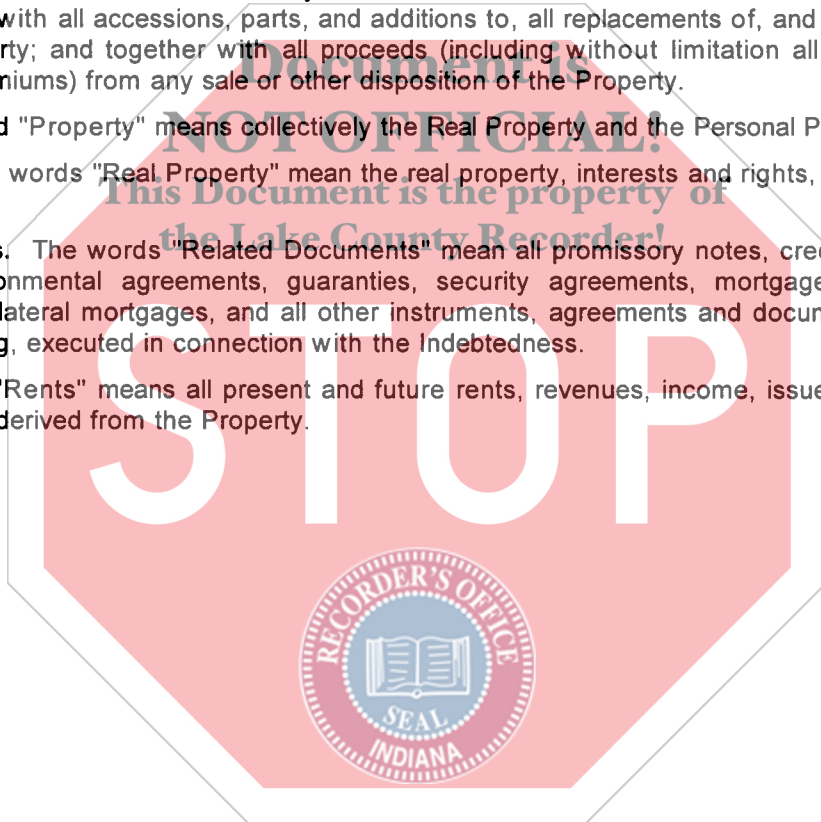 with all accessions, parts, and additions to, all replacements of, and
rty; and together with all proceeds (including without limitation all
niums) from any sale or other disposition of the Property.
Document is
d "Property" means collectively the Real Property and the Personal P
NOT OFFICIAL!
words "Real Property" mean the real property, interests and rights,
This Document is the property of
the Lake County Recorder!
s. The words "Related Documents" mean all promissory notes, cre
onmental agreements, guaranties, security agreements, mortgage
lateral mortgages, and all other instruments, agreements and docum
g, executed in connection with the Indebtedness.
"Rents" means all present and future rents, revenues, income, issue
derived from the Property.
STOP
RECORDER'S OFFICE
SEAL
INDIANA